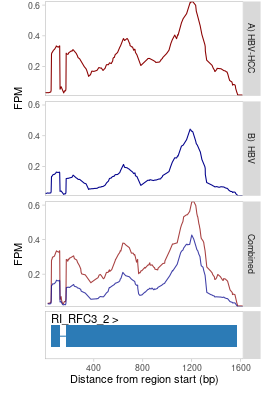 0.6
0.4
0.2
A) HBV-HCC
FPM
0.6
0.4
0.2
B) HBV
0.6
0.4
0.2
Combined
FPM
RI_RFC3_2 >
400
800
1200
1600
Distance from region start (bp)